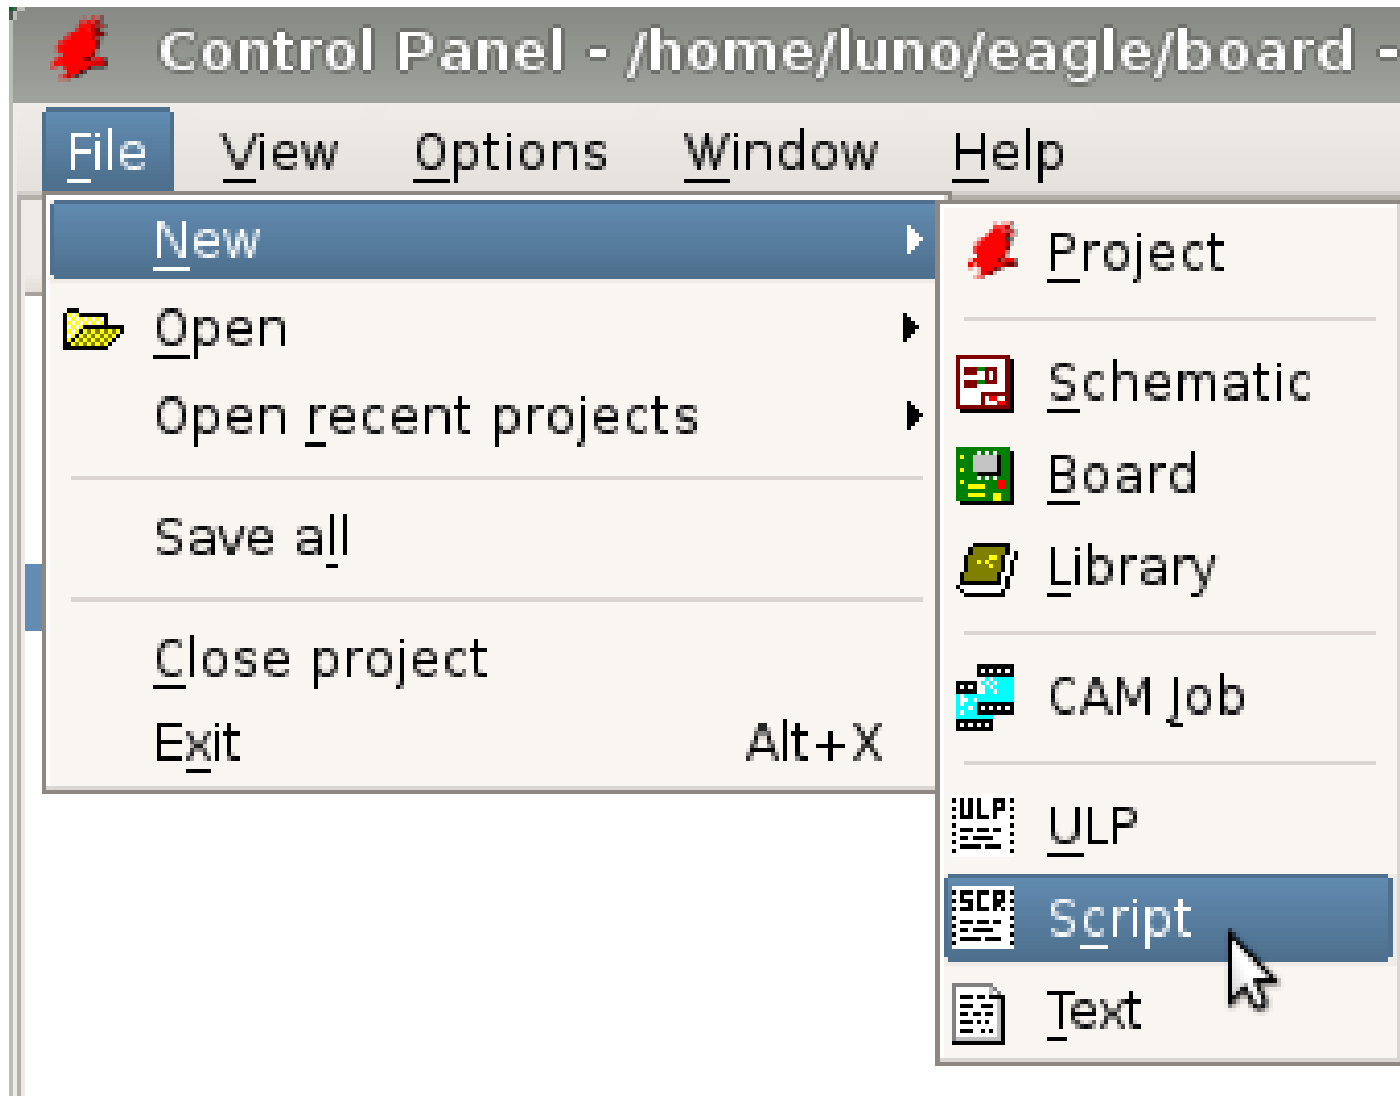 Control Panel - /home/luno/eagle/board -
File View Options Window Help
New
Open
Open recent projects
Save all
Close project
Exit Alt+X
Project
Schematic
Board
Library
CAM Job
ULP ULP
SCR Script
Text